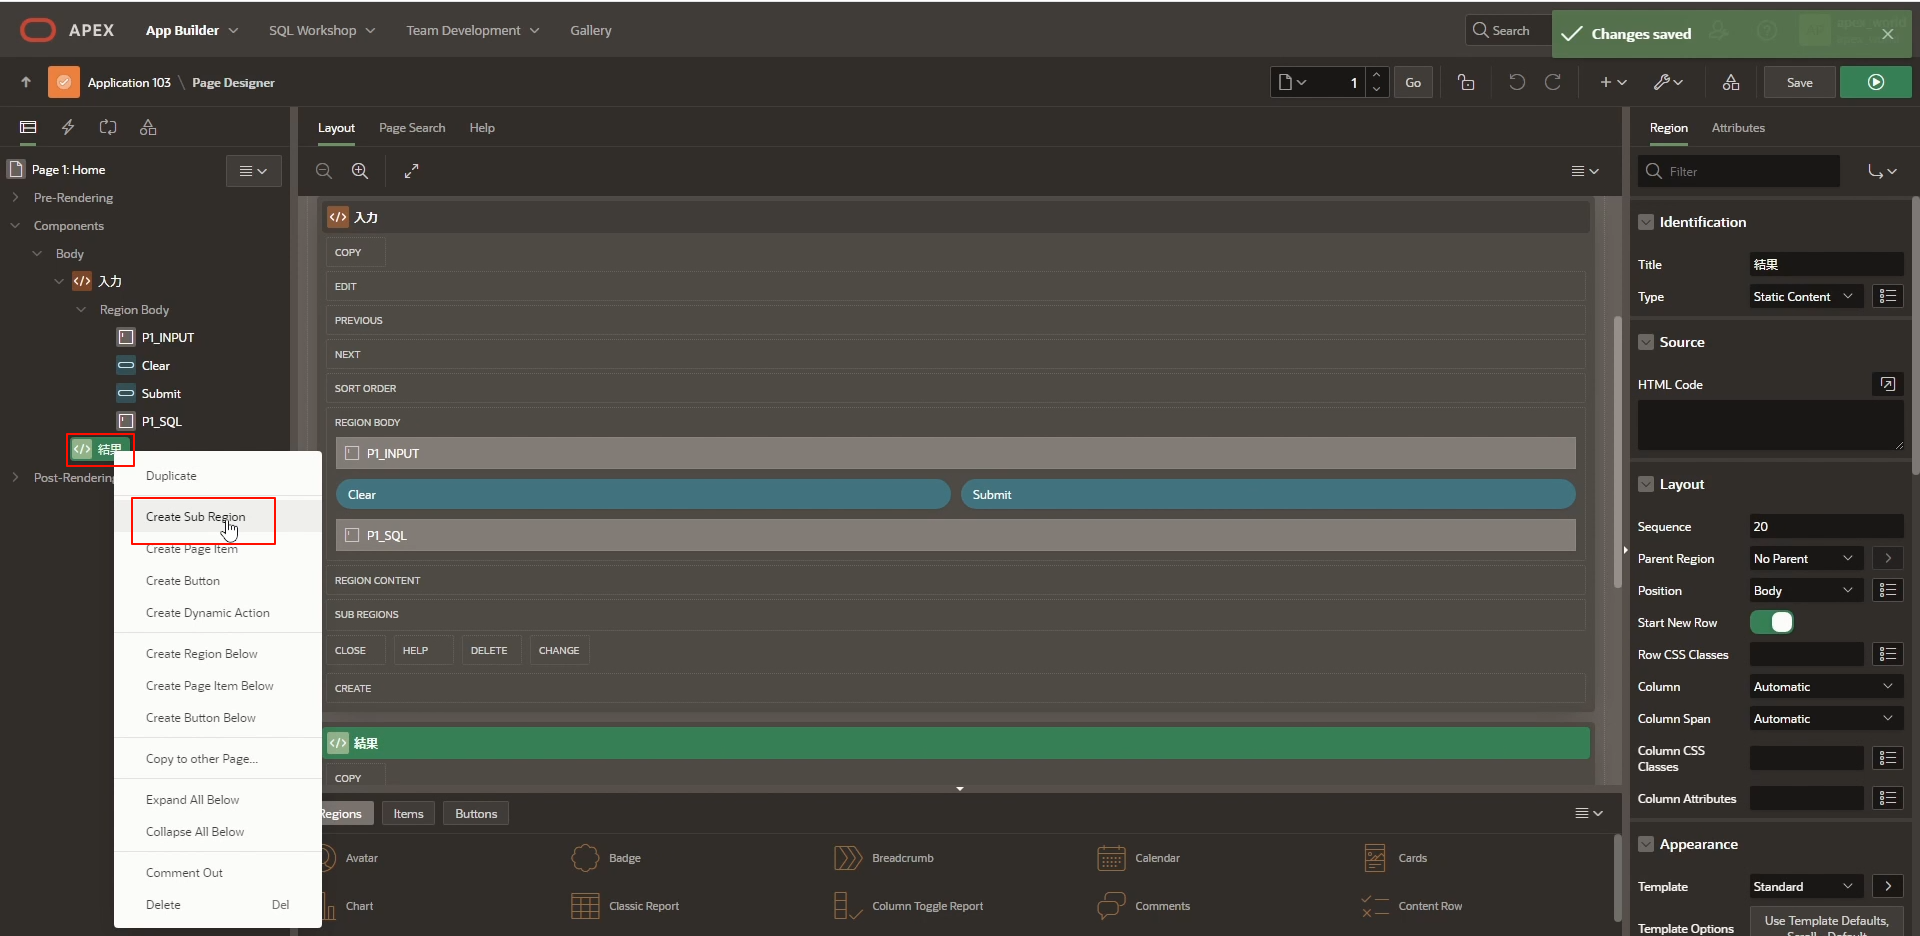 APEX
App Builder
SQL Workshop
Team Development
Gallery
Search
Changes saved
Application 103 \ Page Designer
1
Go
Save
Layout
Page Search
Help
Region
Attributes
Page 1: Home
Filter
Pre-Rendering
Components
Body
入力
Region Body
P1_INPUT
Clear
Submit
P1_SQL
結果
Post-Rendering
Duplicate
Create Sub Region
Create Page Item
Create Button
Create Dynamic Action
Create Region Below
Create Page Item Below
Create Button Below
Copy to other Page...
Expand All Below
Collapse All Below
Comment Out
Delete Del
入力
COPY
EDIT
PREVIOUS
NEXT
SORT ORDER
REGION BODY
P1_INPUT
Clear
Submit
P1_SQL
REGION CONTENT
SUB REGIONS
CLOSE
HELP
DELETE
CHANGE
CREATE
結果
COPY
Regions
Items
Buttons
Avatar
Badge
Breadcrumb
Calendar
Cards
Chart
Classic Report
Column Toggle Report
Comments
Content Row
Identification
Title 結果
Type Static Content
Source
HTML Code
Layout
Sequence 20
Parent Region No Parent
Position Body
Start New Row
Row CSS Classes
Column Automatic
Column Span Automatic
Column CSS
Classes
Column Attributes
Appearance
Template Standard
Template Options Use Template Defaults,
Scroll - Default